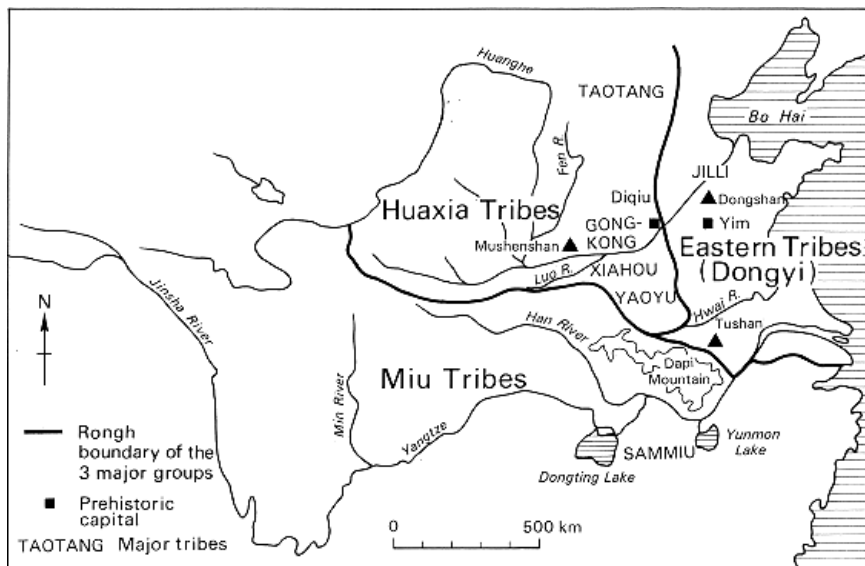 Huanghe
TAOTANG
Bo Hai
Fen R.
JILLI
Diqiu
Dongshan
Huaxia Tribes
GONG-
KONG
Yim
Mushenshan
Eastern Tribes
(Dongyi)
Luo R.
XIAHOU
Jinsha River
YAOYU
Hwai R.
N
Han River
Tushan
Dapi
Mountain
Miu Tribes
Min River
Yangtze
SAMMIU
Yunmon
Lake
Dongting Lake
Rongh
boundary of the
3 major groups
Prehistoric
capital
TAOTANG Major tribes
0 500 km